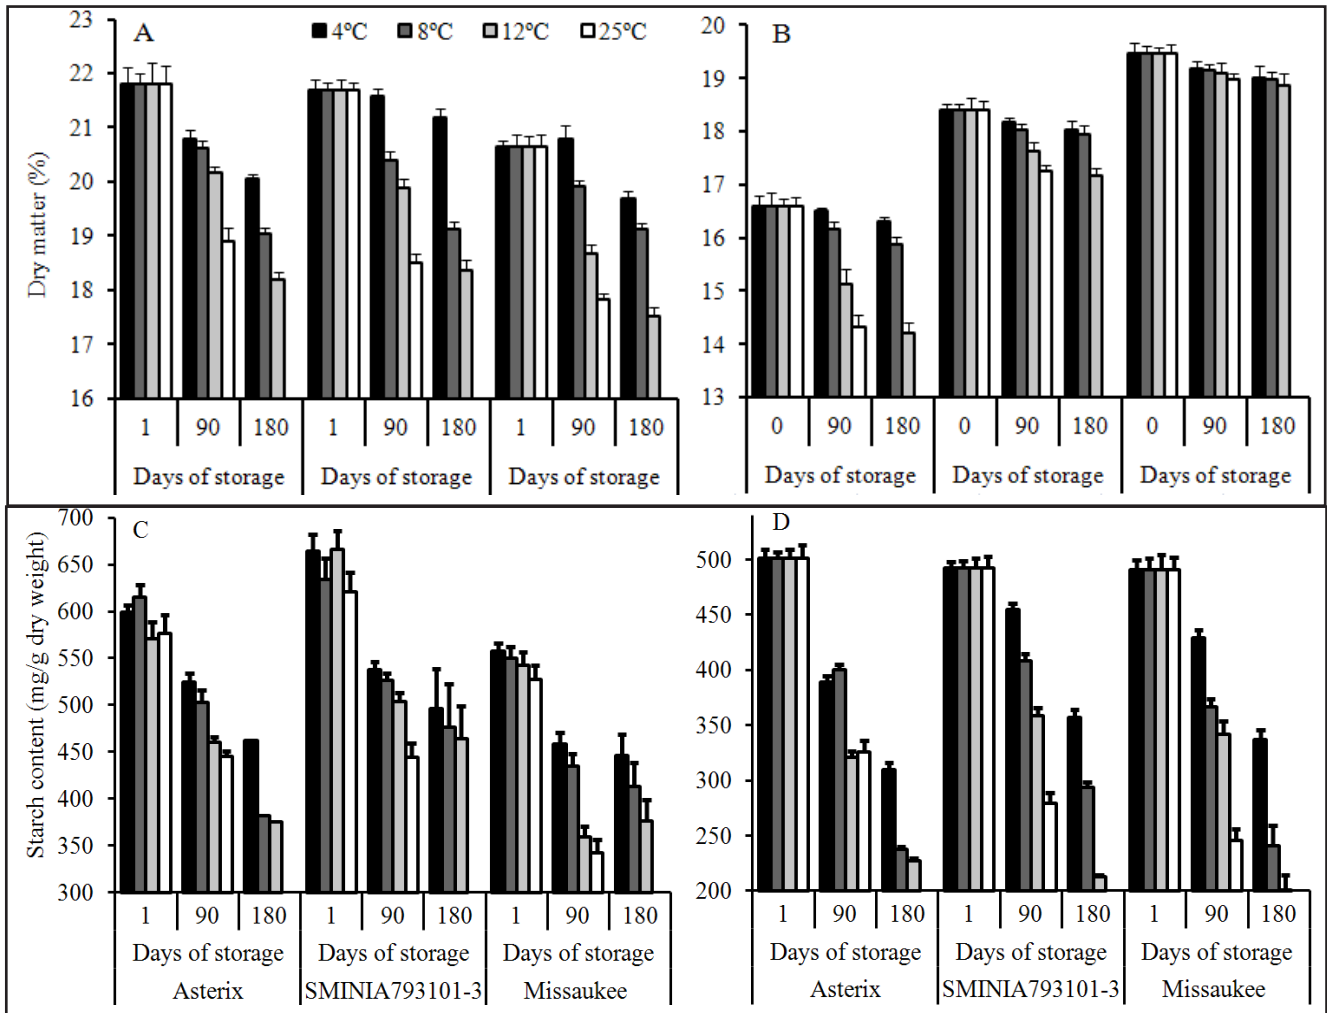 A
4°C 8°C 12°C 25°C
Dry matter (%)
23
22
21
20
19
18
17
16
1 90 180 1 90 180 1 90 180
Days of storage Days of storage Days of storage
B
20
19
18
17
16
15
14
13
0 90 180 0 90 180 0 90 180
Days of storage Days of storage Days of storage
C
Starch content (mg/g dry weight)
700
650
600
550
500
450
400
350
300
1 90 180 1 90 180 1 90 180
Days of storage Days of storage Days of storage
Asterix SMINIA793101-3 Missaukee
D
500
450
400
350
300
250
200
1 90 180 1 90 180 1 90 180
Days of storage Days of storage Days of storage
Asterix SMINIA793101-3 Missaukee